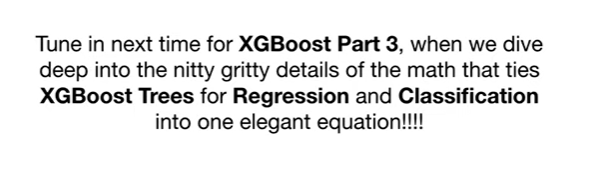 Tune in next time for XGBoost Part 3, when we dive
deep into the nitty gritty details of the math that ties
XGBoost Trees for Regression and Classification
into one elegant equation!!!!